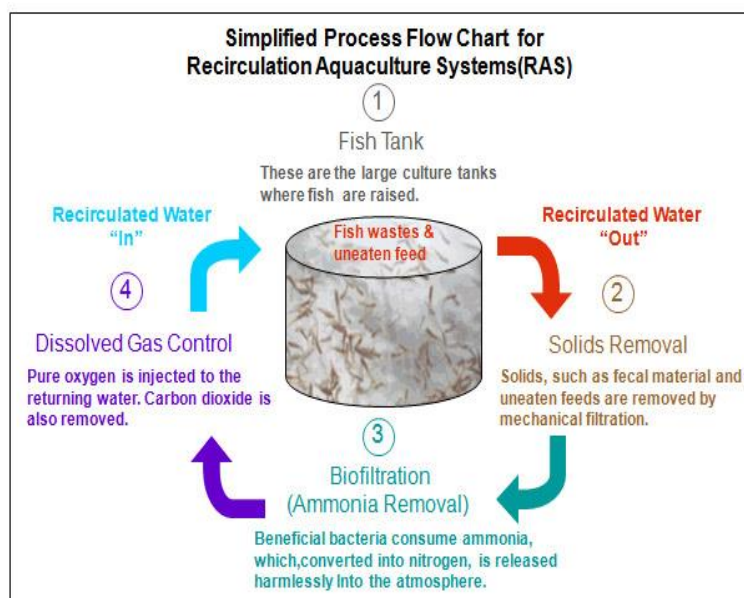 Simplified Process Flow Chart for
Recirculation Aquaculture Systems(RAS)
1
Fish Tank
These are the large culture tanks
where fish are raised.
Recirculated Water
"In"
Fish wastes &
uneaten feed
Recirculated Water
"Out"
4
Dissolved Gas Control
Pure oxygen is injected to the
returning water. Carbon dioxide is
also removed.
2
Solids Removal
Solids, such as fecal material and
uneaten feeds are removed by
mechanical filtration.
3
Biofiltration
(Ammonia Removal)
Beneficial bacteria consume ammonia,
which,converted into nitrogen, is released
harmlessly Into the atmosphere.